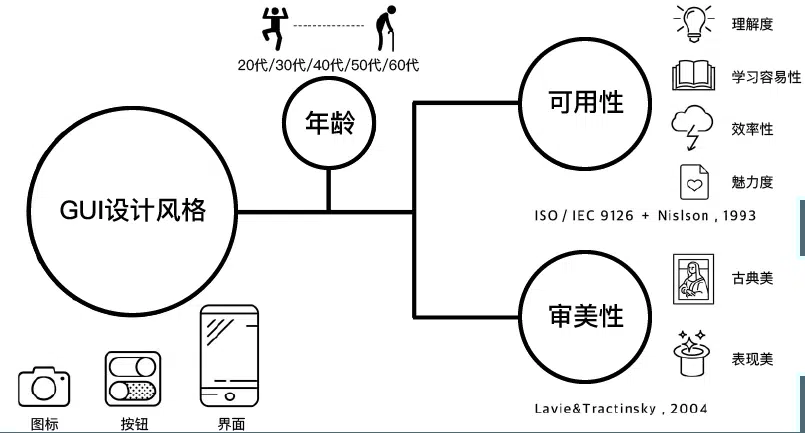 20代/30代/40代/50代/60代
年龄
GUI设计风格
图标
按钮
界面
可用性
理解度
学习容易性
效率性
魅力度
ISO / IEC 9126 + Nislson , 1993
审美性
古典美
表现美
Lavie&Tractinsky , 2004